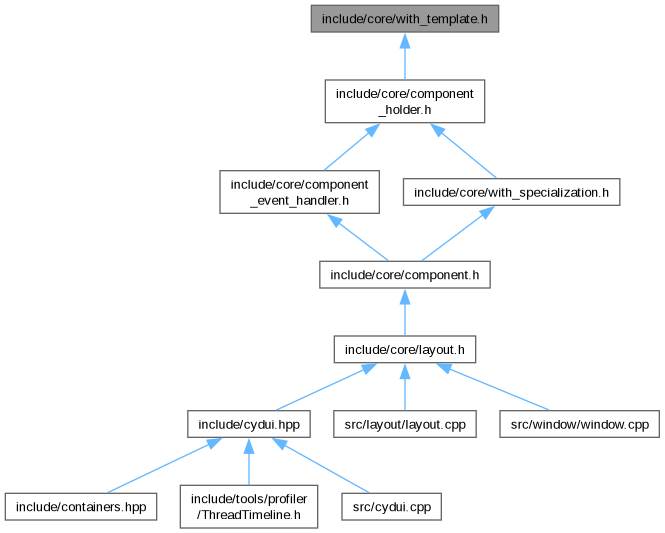 include/core/with_template.h
include/core/component
_holder.h
include/core/component
_event_handler.h
include/core/with_specialization.h
include/core/component.h
include/core/layout.h
include/cydui.hpp
src/layout/layout.cpp
src/window/window.cpp
include/containers.hpp
include/tools/profiler
/ThreadTimeline.h
src/cydui.cpp